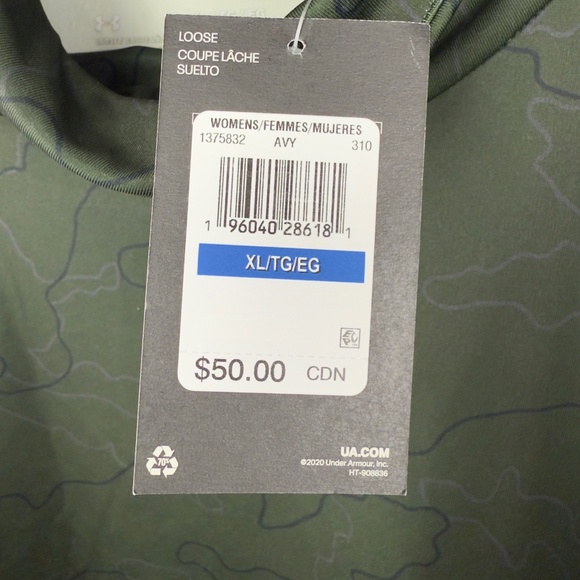 LOOSE
COUPE LÂCHE
SUELTO
WOMENS/FEMMES/MUJERES
1375832 AVY 310
1 96040 28618 1
XL/TG/EG
$50.00 CDN
70%
UA.COM
©2020 Under Armour, Inc.
HT-906836